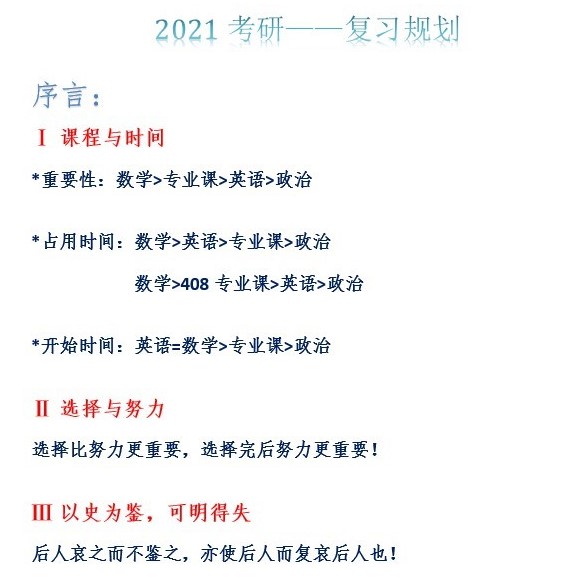 2021 考研——复习规划
序言：
Ⅰ 课程与时间
*重要性：数学>专业课>英语>政治
*占用时间：数学>英语>专业课>政治
数学>408 专业课>英语>政治
*开始时间：英语=数学>专业课>政治
Ⅱ 选择与努力
选择比努力更重要，选择完后努力更重要！
Ⅲ 以史为鉴，可明得失
后人哀之而不鉴之，亦使后人而复哀后人也！